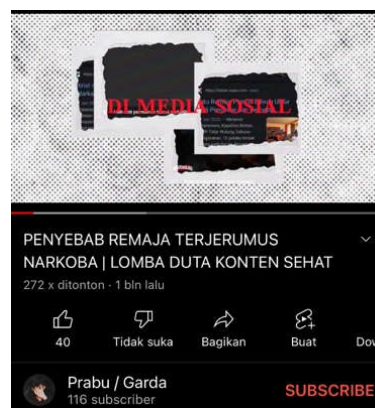 DI MEDIA SOSIAL
PENYEBAB REMAJA TERJERUMUS
NARKOBA | LOMBA DUTA KONTEN SEHAT
272 x ditonton · 1 bln lalu
40
Tidak suka
Bagikan
Buat
Dow
Prabu / Garda
116 subscriber
SUBSCRIBE